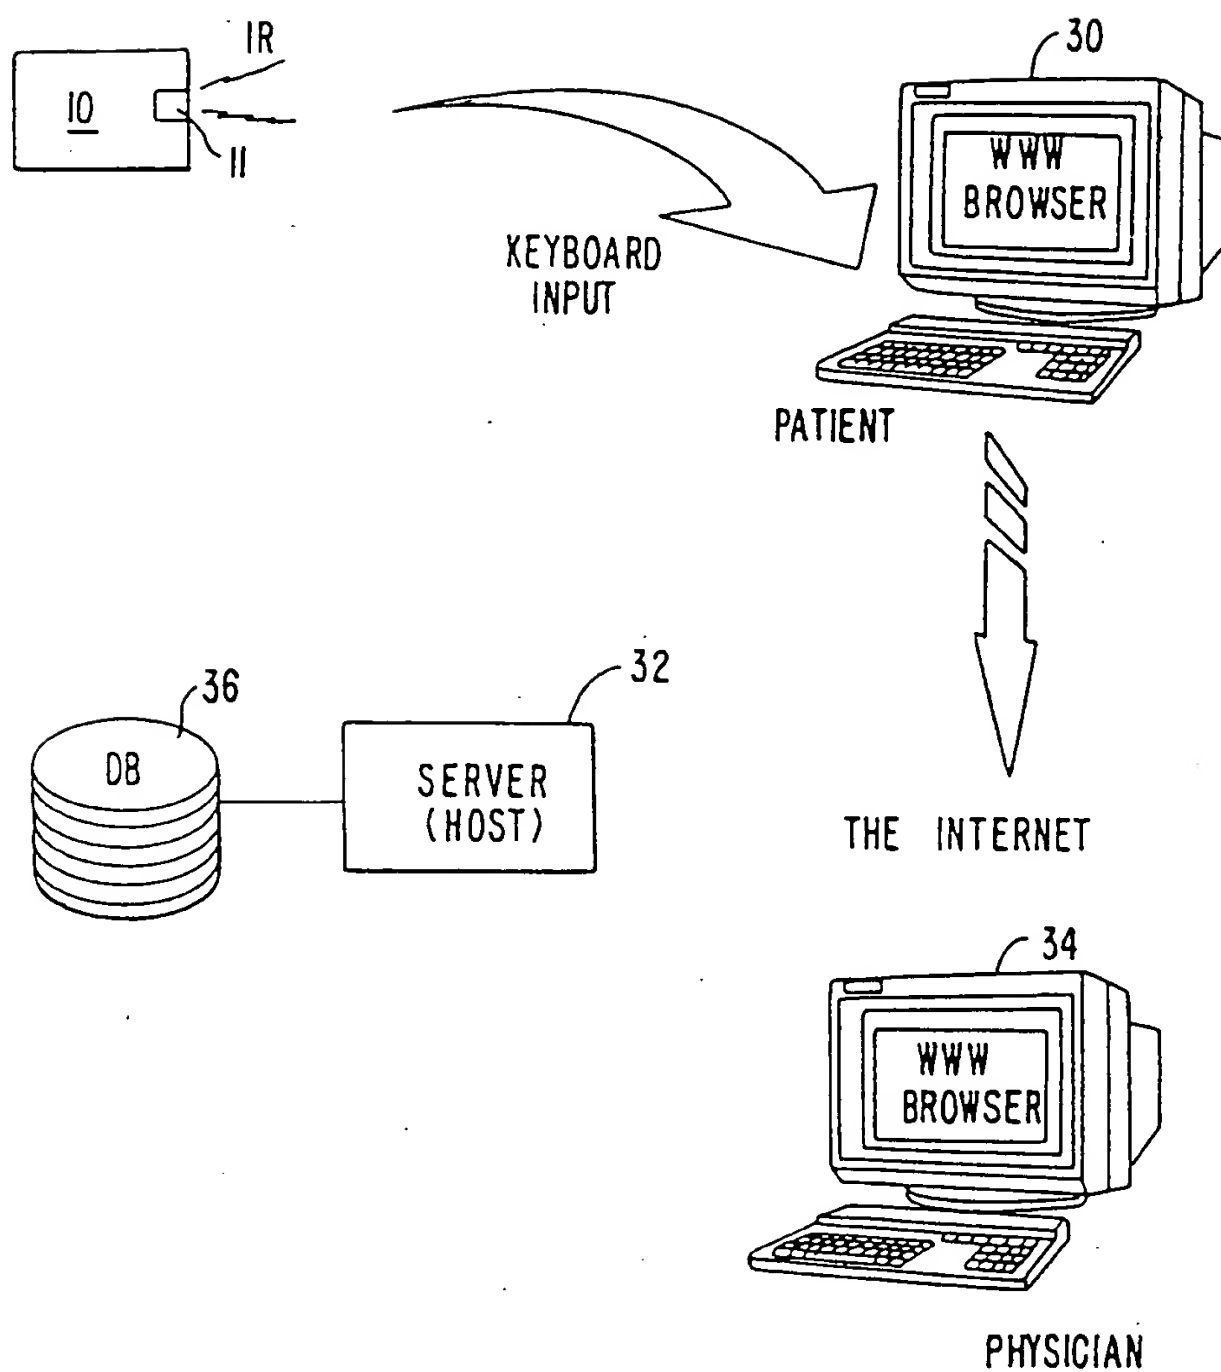 IR
10
11
30
WWW
BROWSER
KEYBOARD
INPUT
PATIENT
36
32
DB
SERVER
(HOST)
THE INTERNET
34
WWW
BROWSER
PHYSICIAN